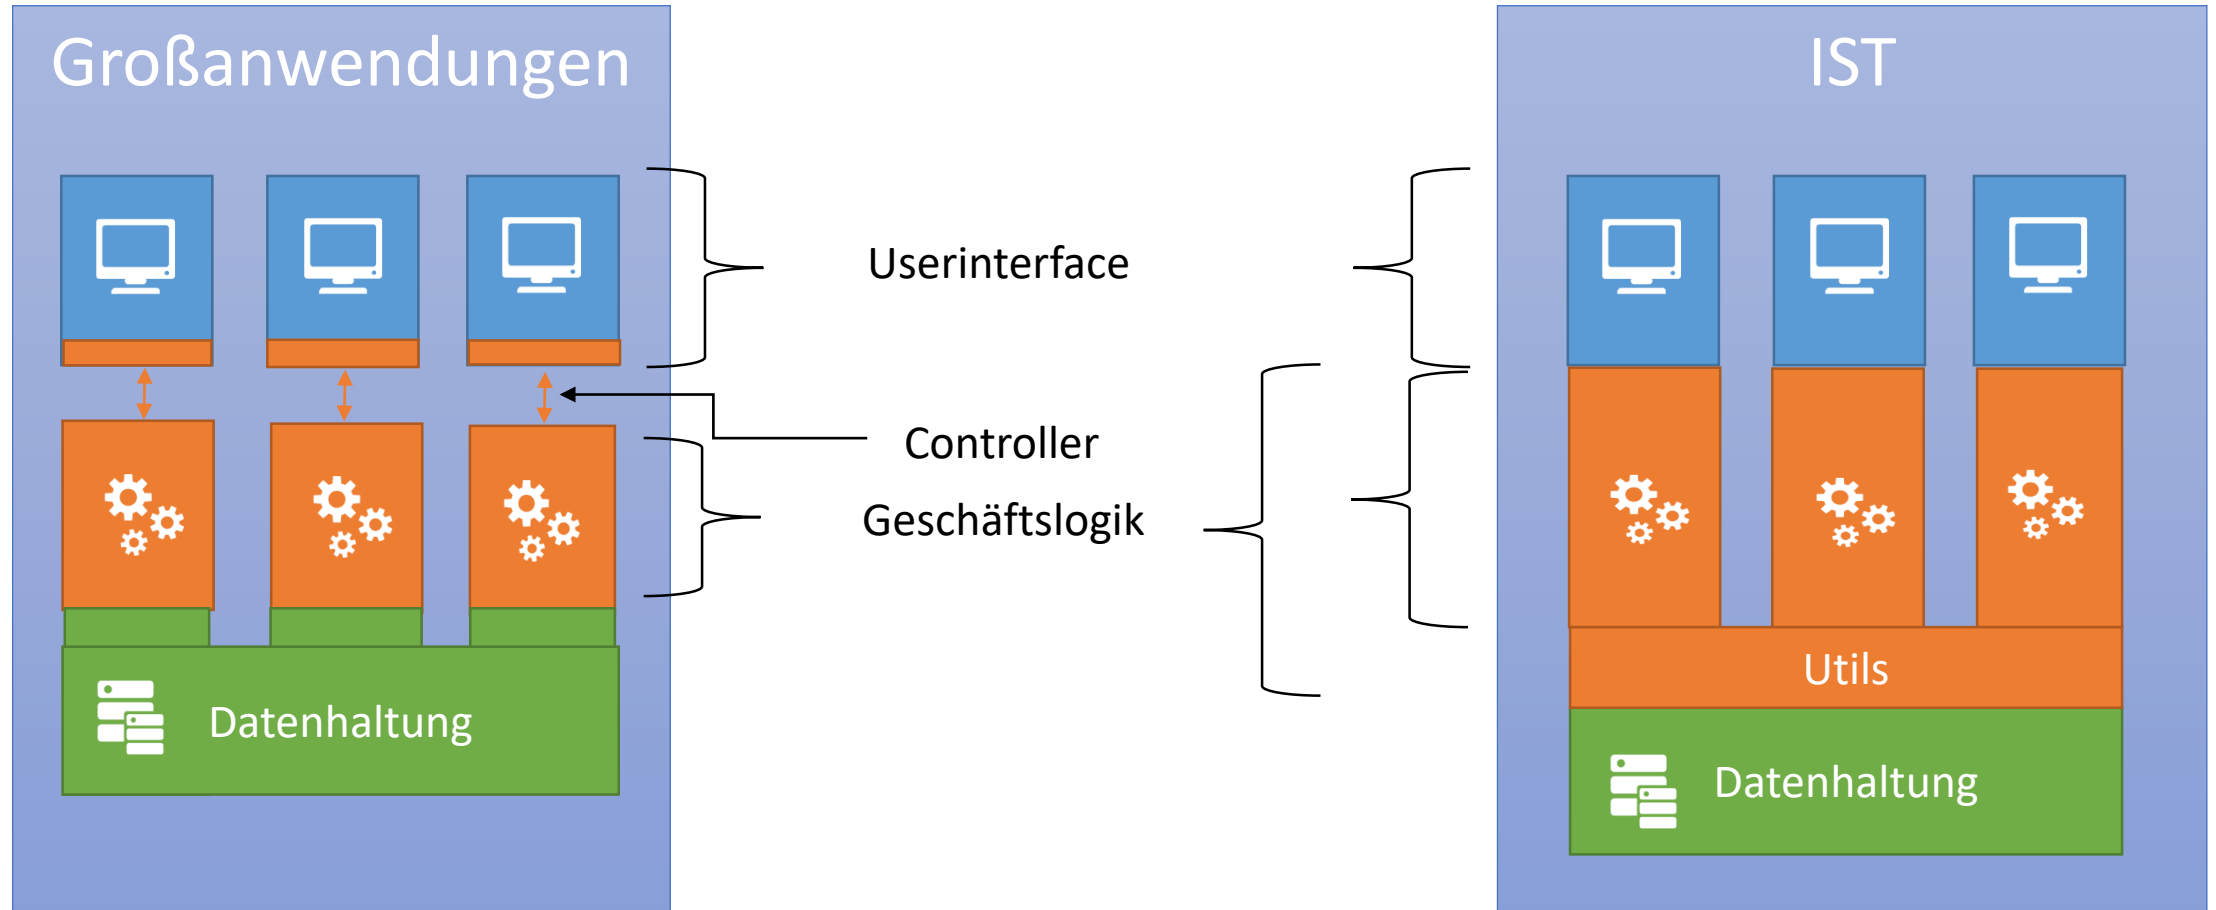 Großanwendungen
IST
Userinterface
Controller
Geschäftslogik
Utils
Datenhaltung
Datenhaltung